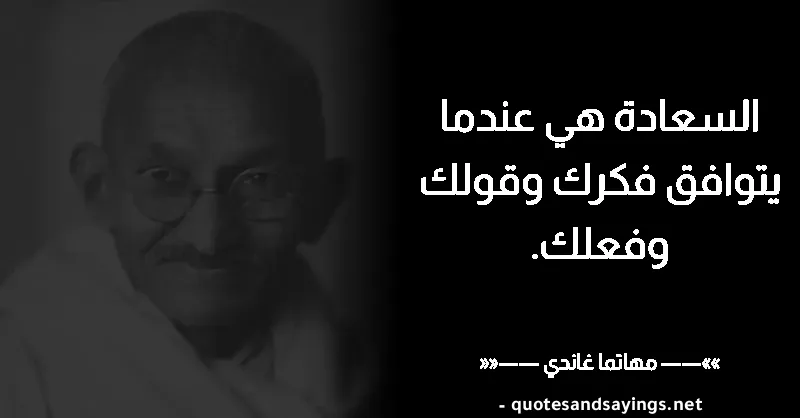 السعادة هي عندما
يتوافق فكرك وقولك
وفعلك.
»»—— مهاتما غاندي ——««
- quotesandsayings.net